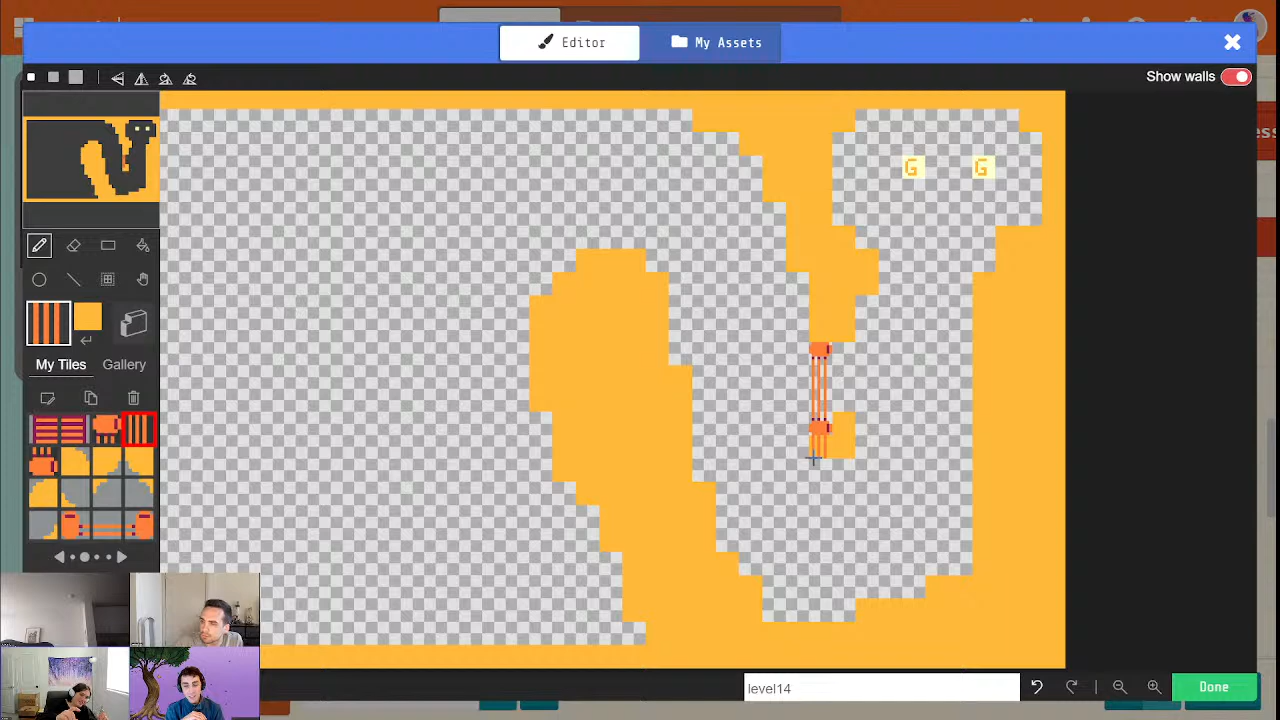 Editor
My Assets
Show walls
G G
My Tiles
Gallery
level14
Done